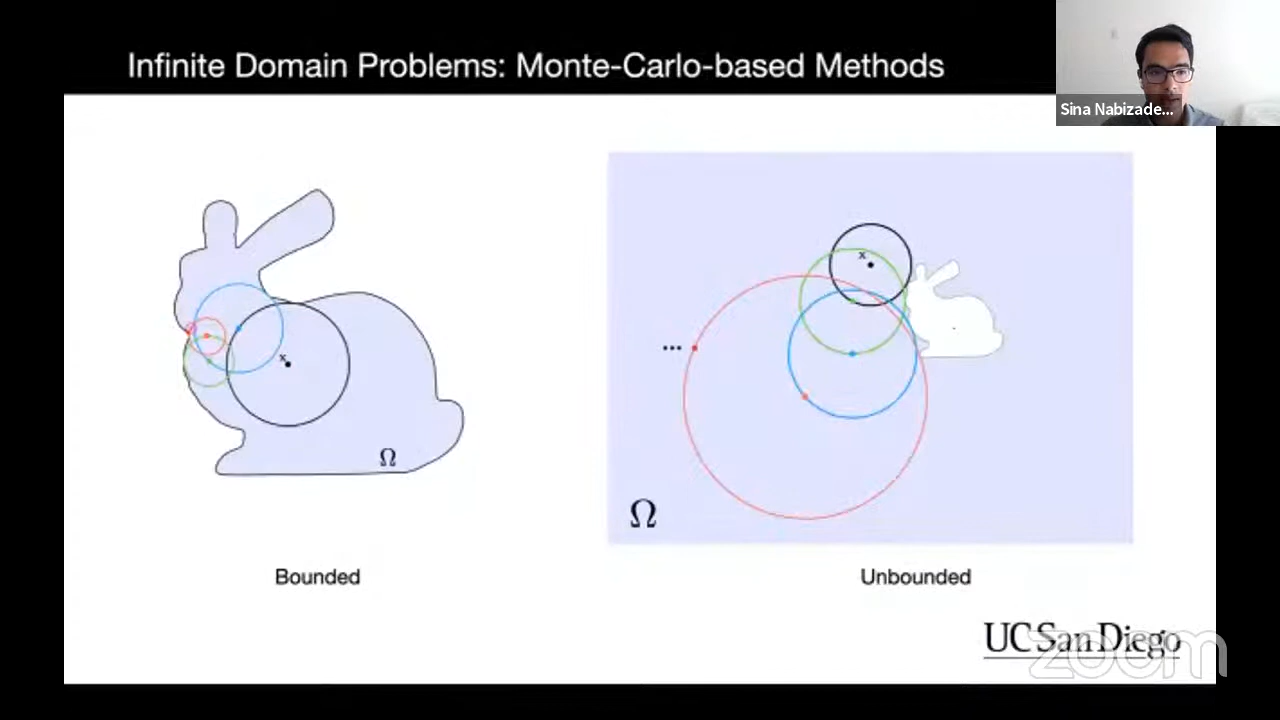 Infinite Domain Problems: Monte-Carlo-based Methods
Sina Nabizade...
x
Ω
Bounded
x
...
Ω
Unbounded
UC San Diego
zoom